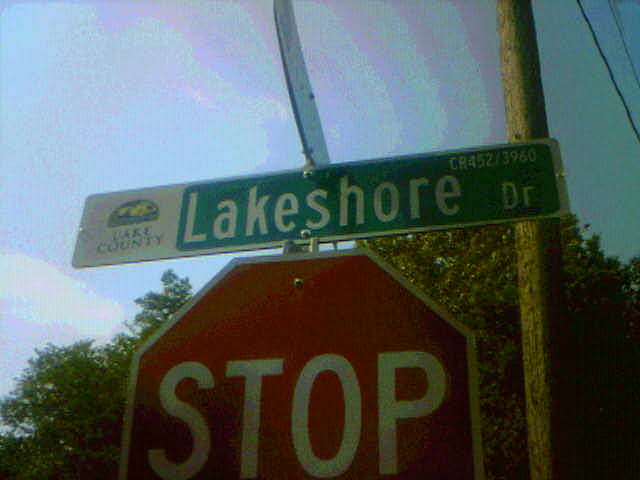 CR452/3960
LAKE
COUNTY
Lakeshore Dr
STOP